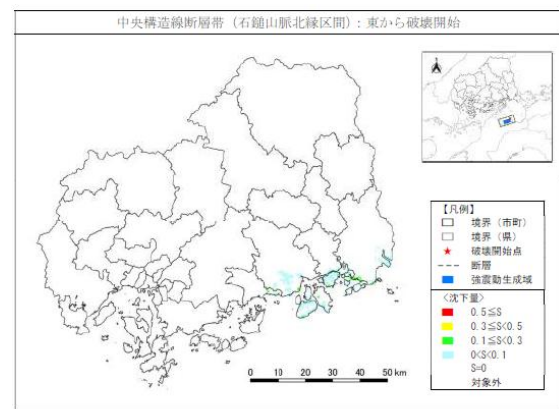 中央構造線断層帯(石鎚山脈北縁区間):東から破壊開始
【凡例】
境界(市町)
境界(県)
破壊開始点
断層
強震動生成域
<沈下量>
0.5≦S
0.3≦S<0.5
0.1≦S<0.3
0<S<0.1
S=0
対象外
0 10 20 30 40 50 km